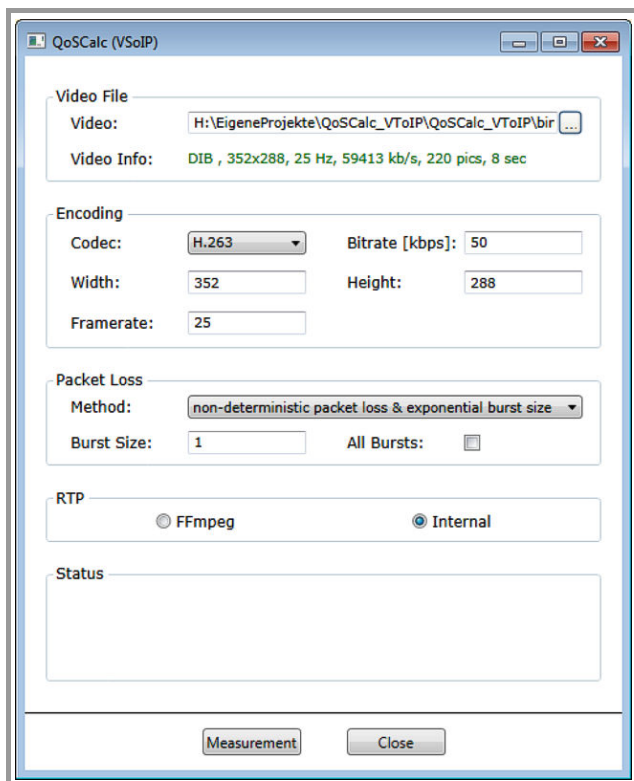 QoSCalc (VSoIP)
Video File
Video: H:\EigeneProjekte\QoSCalc_VToIP\QoSCalc_VToIP\bir ...
Video Info: DIB , 352x288, 25 Hz, 59413 kb/s, 220 pics, 8 sec
Encoding
Codec: H.263 Bitrate [kbps]: 50
Width: 352 Height: 288
Framerate: 25
Packet Loss
Method: non-deterministic packet loss & exponential burst size
Burst Size: 1 All Bursts:
RTP
FFmpeg Internal
Status
Measurement Close